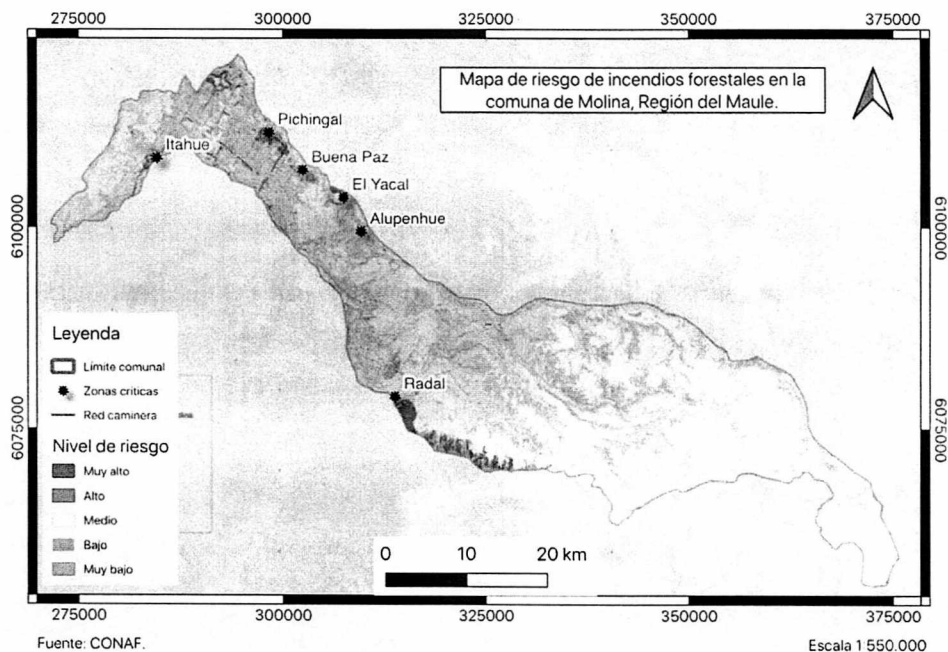 275000 300000 325000 350000 375000
Mapa de riesgo de incendios forestales en la
comuna de Molina, Región del Maule.
Pichingal
Itahue
Buena Paz
El Yacal
Alupenhue
6100000
6100000
Leyenda
Límite comunal
Zonas criticas
Red caminera
Radal
6075000
6075000
Nivel de riesgo
Muy alto
Alto
Medio
Bajo
Muy bajo
0 10 20 km
275000 300000 325000 350000 375000
Fuente: CONAF.
Escala 1:550.000